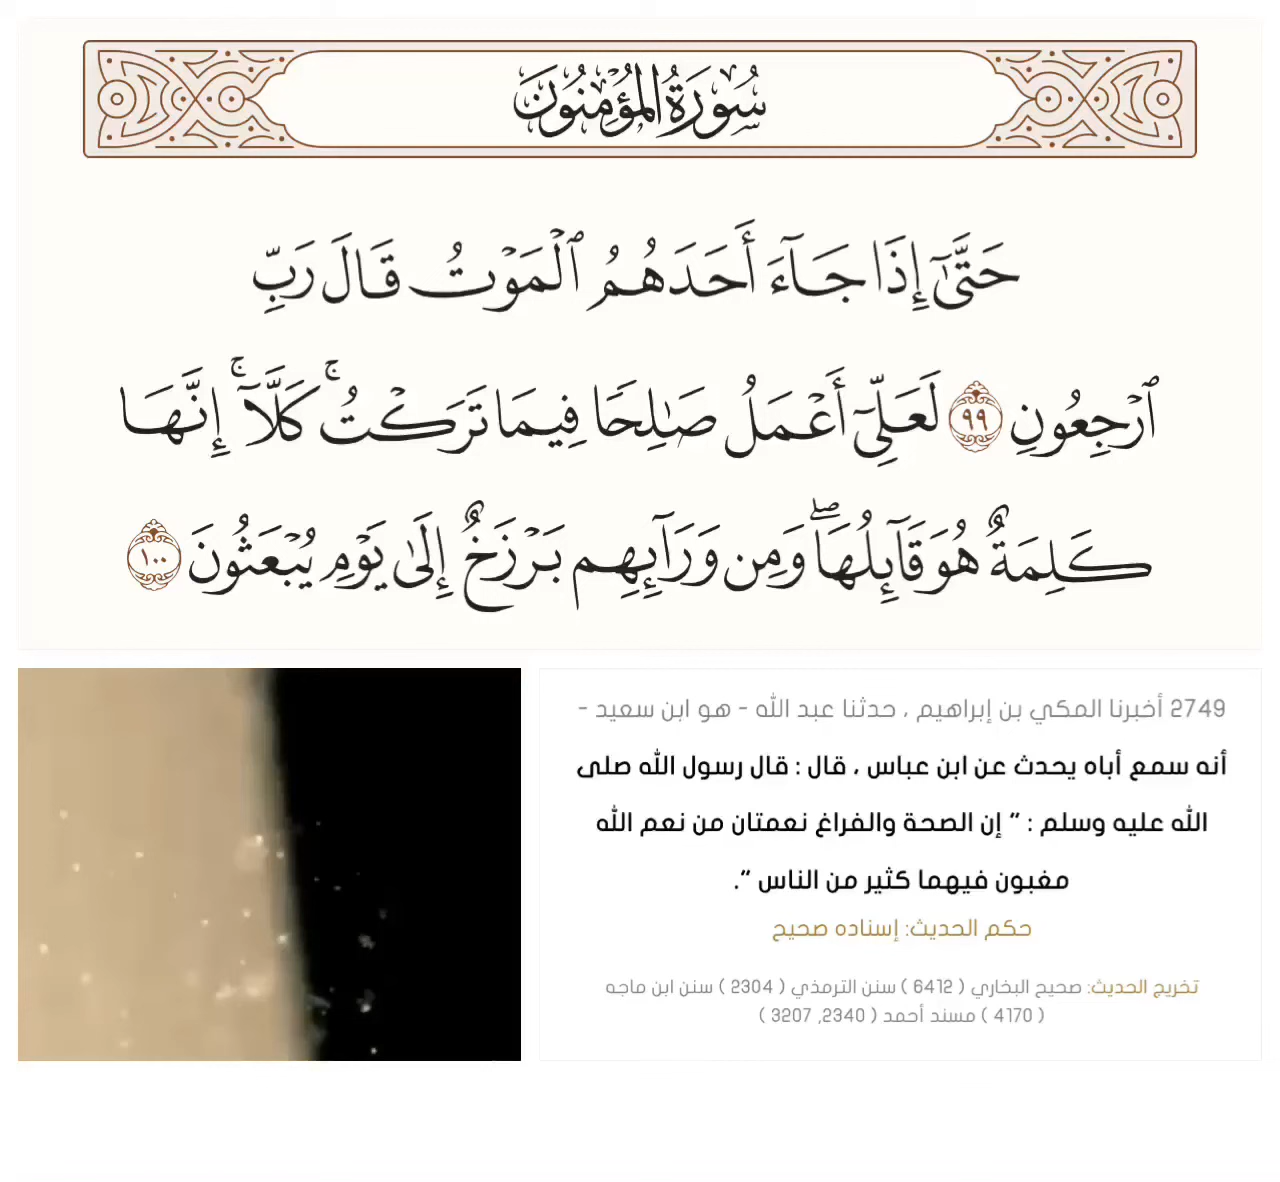 سُورَةُ المُؤۡمِنُونَ
حَتَّىٰٓ إِذَا جَآءَ أَحَدَهُمُ ٱلۡمَوۡتُ قَالَ رَبِّ
ٱرۡجِعُونِ ٩٩ لَعَلِّيٓ أَعۡمَلُ صَٰلِحٗا فِيمَا تَرَكۡتُۚ كَلَّآۚ إِنَّهَا
كَلِمَةٌ هُوَ قَآئِلُهَاۖ وَمِن وَرَآئِهِم بَرۡزَخٌ إِلَىٰ يَوۡمِ يُبۡعَثُونَ ١٠٠
2749 أخبرنا المكي بن إبراهيم ، حدثنا عبد الله - هو ابن سعيد -
أنه سمع أباه يحدث عن ابن عباس ، قال : قال رسول الله صلى
الله عليه وسلم : " إن الصحة والفراغ نعمتان من نعم الله
مغبون فيهما كثير من الناس ".
حكم الحديث: إسناده صحيح
تخريج الحديث: صحيح البخاري ( 6412 ) سنن الترمذي ( 2304 ) سنن ابن ماجه
( 4170 ) مسند أحمد ( 2340, 3207 )